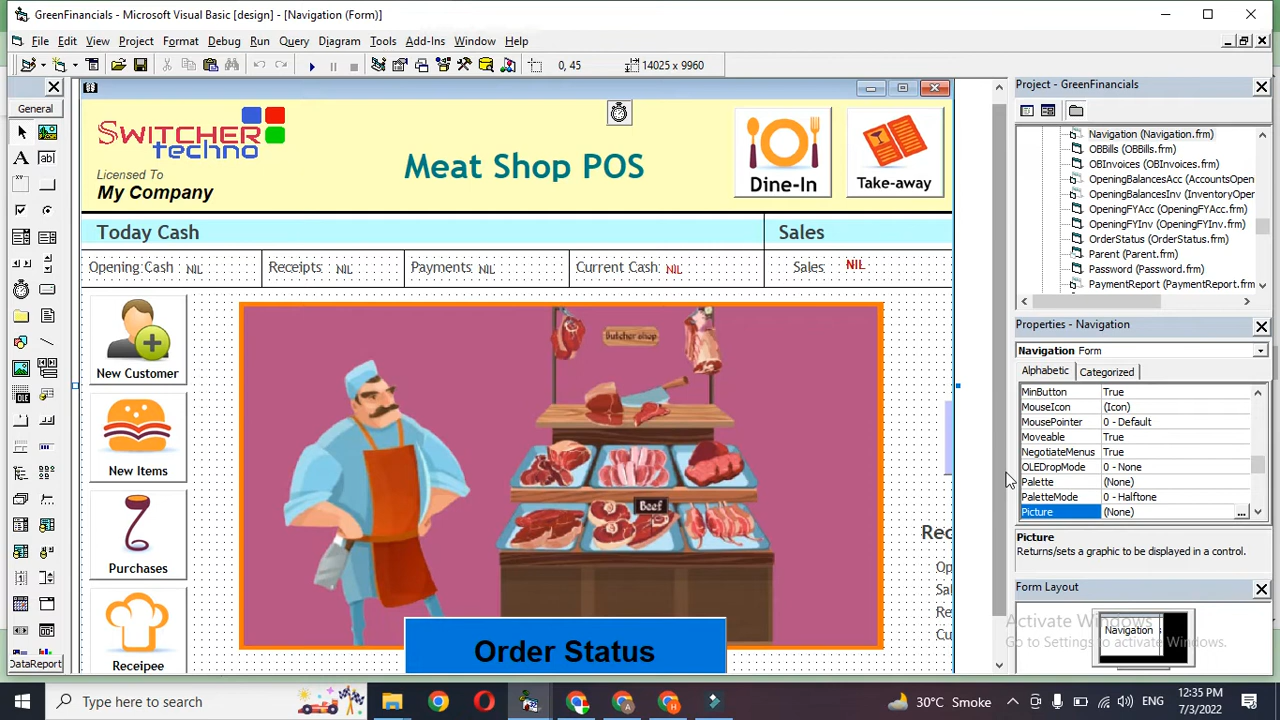 GreenFinancials - Microsoft Visual Basic [design] - [Navigation (Form)]
File Edit View Project Format Debug Run Query Diagram Tools Add-Ins Window Help
0, 45
14025 x 9960
General
DataReport
SWITCHER
techno
Licensed To
My Company
Meat Shop POS
Dine-In
Take-away
Today Cash
Sales
Opening Cash NIL
Receipts NIL
Payments NIL
Current Cash NIL
Sales NIL
New Customer
New Items
Purchases
Receipee
butcher shop
Beef
Order Status
Rec
Op
Sal
Re
Cu
Project - GreenFinancials
Navigation (Navigation.frm)
OBBills (OBBills.frm)
OBInvoices (OBInvoices.frm)
OpeningBalancesAcc (AccountsOpen
OpeningBalancesInv (InventoryOper
OpeningFYAcc (OpeningFYAcc.frm)
OpeningFYInv (OpeningFYInv.frm)
OrderStatus (OrderStatus.frm)
Parent (Parent.frm)
Password (Password.frm)
PaymentReport (PaymentReport.frm
Properties - Navigation
Navigation Form
Alphabetic Categorized
MinButton True
MouseIcon (Icon)
MousePointer 0 - Default
Moveable True
NegotiateMenus True
OLEDropMode 0 - None
Palette (None)
PaletteMode 0 - Halftone
Picture (None) ...
Picture
Returns/sets a graphic to be displayed in a control.
Form Layout
Navigation
Activate Windows
Go to Settings to activate Windows.
Type here to search
30°C Smoke
ENG
12:35 PM
7/3/2022